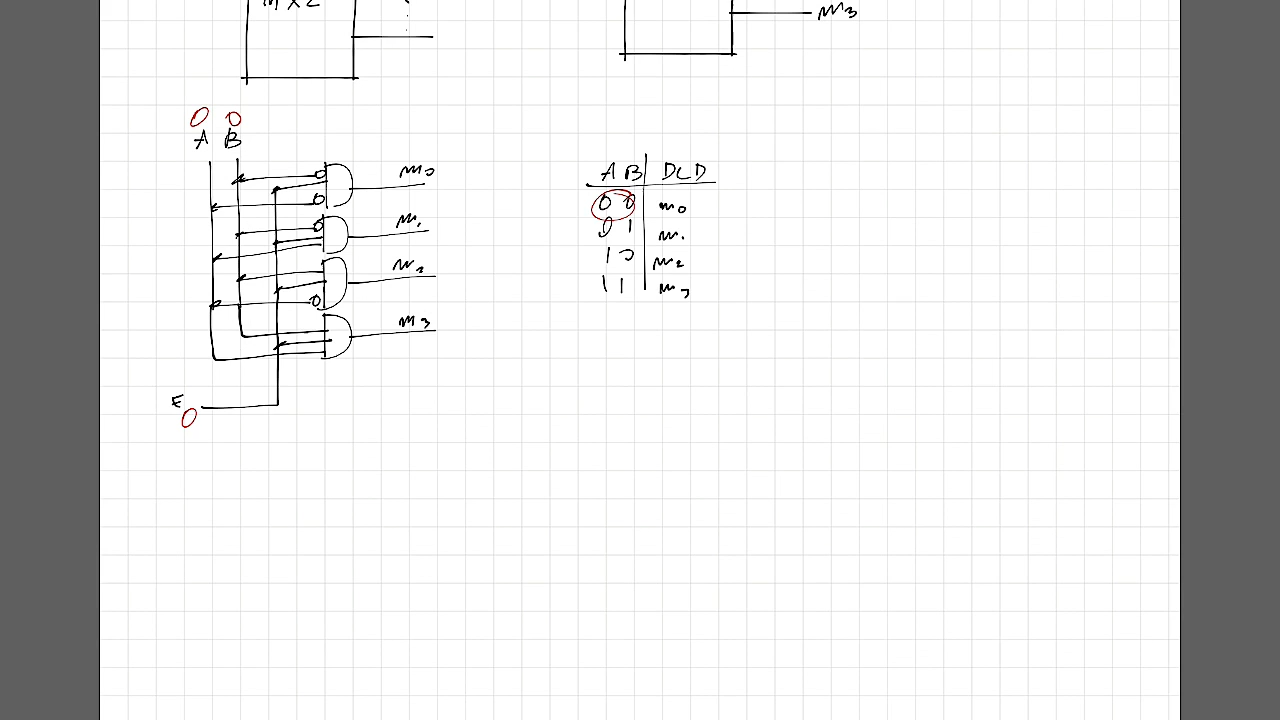 m₃
0 0
A B
m₀
m₁
m₂
m₃
E
0
A B DCD
0 0 m₀
0 1 m₁
1 0 m₂
1 1 m₃